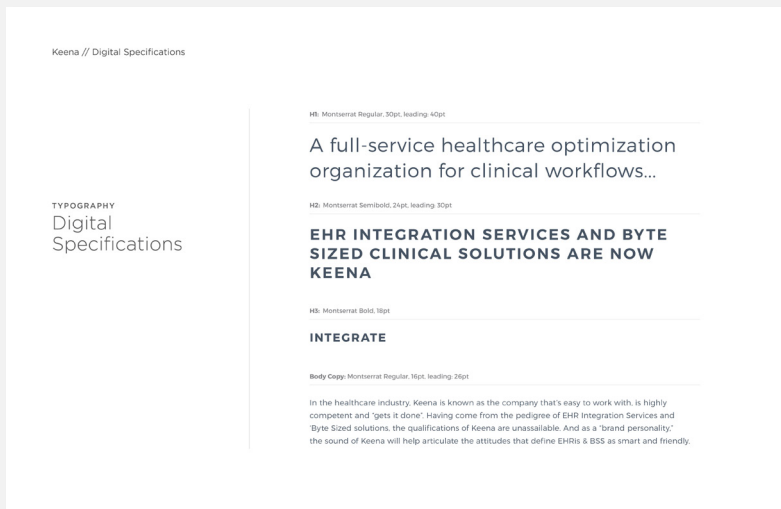 Keena // Digital Specifications
TYPOGRAPHY
Digital
Specifications
H1: Montserrat Regular, 30pt, leading: 40pt
A full-service healthcare optimization
organization for clinical workflows...
H2: Montserrat Semibold, 24pt, leading: 30pt
EHR INTEGRATION SERVICES AND BYTE
SIZED CLINICAL SOLUTIONS ARE NOW
KEENA
H3: Montserrat Bold, 18pt
INTEGRATE
Body Copy: Montserrat Regular, 16pt, leading: 26pt
In the healthcare industry, Keena is known as the company that's easy to work with, is highly
competent and "gets it done". Having come from the pedigree of EHR Integration Services and
'Byte Sized solutions, the qualifications of Keena are unassailable. And as a "brand personality,"
the sound of Keena will help articulate the attitudes that define EHRis & BSS as smart and friendly.